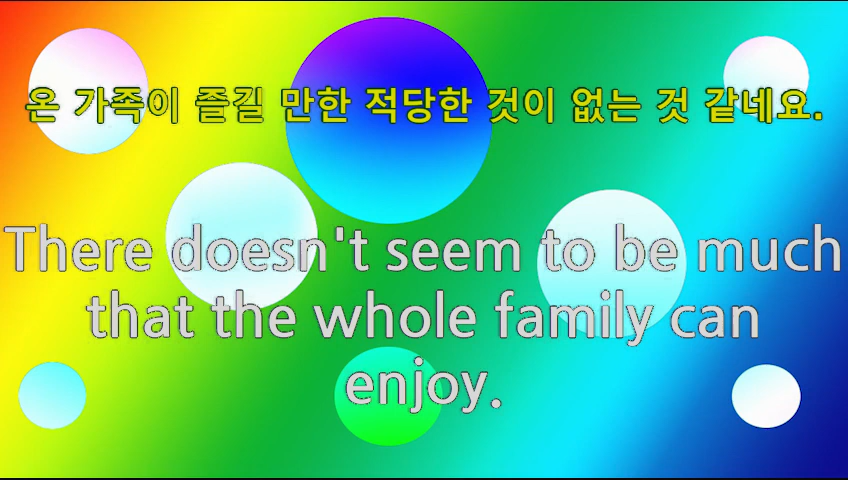 온 가족이 즐길 만한 적당한 것이 없는 것 같네요.
There doesn't seem to be much
that the whole family can
enjoy.